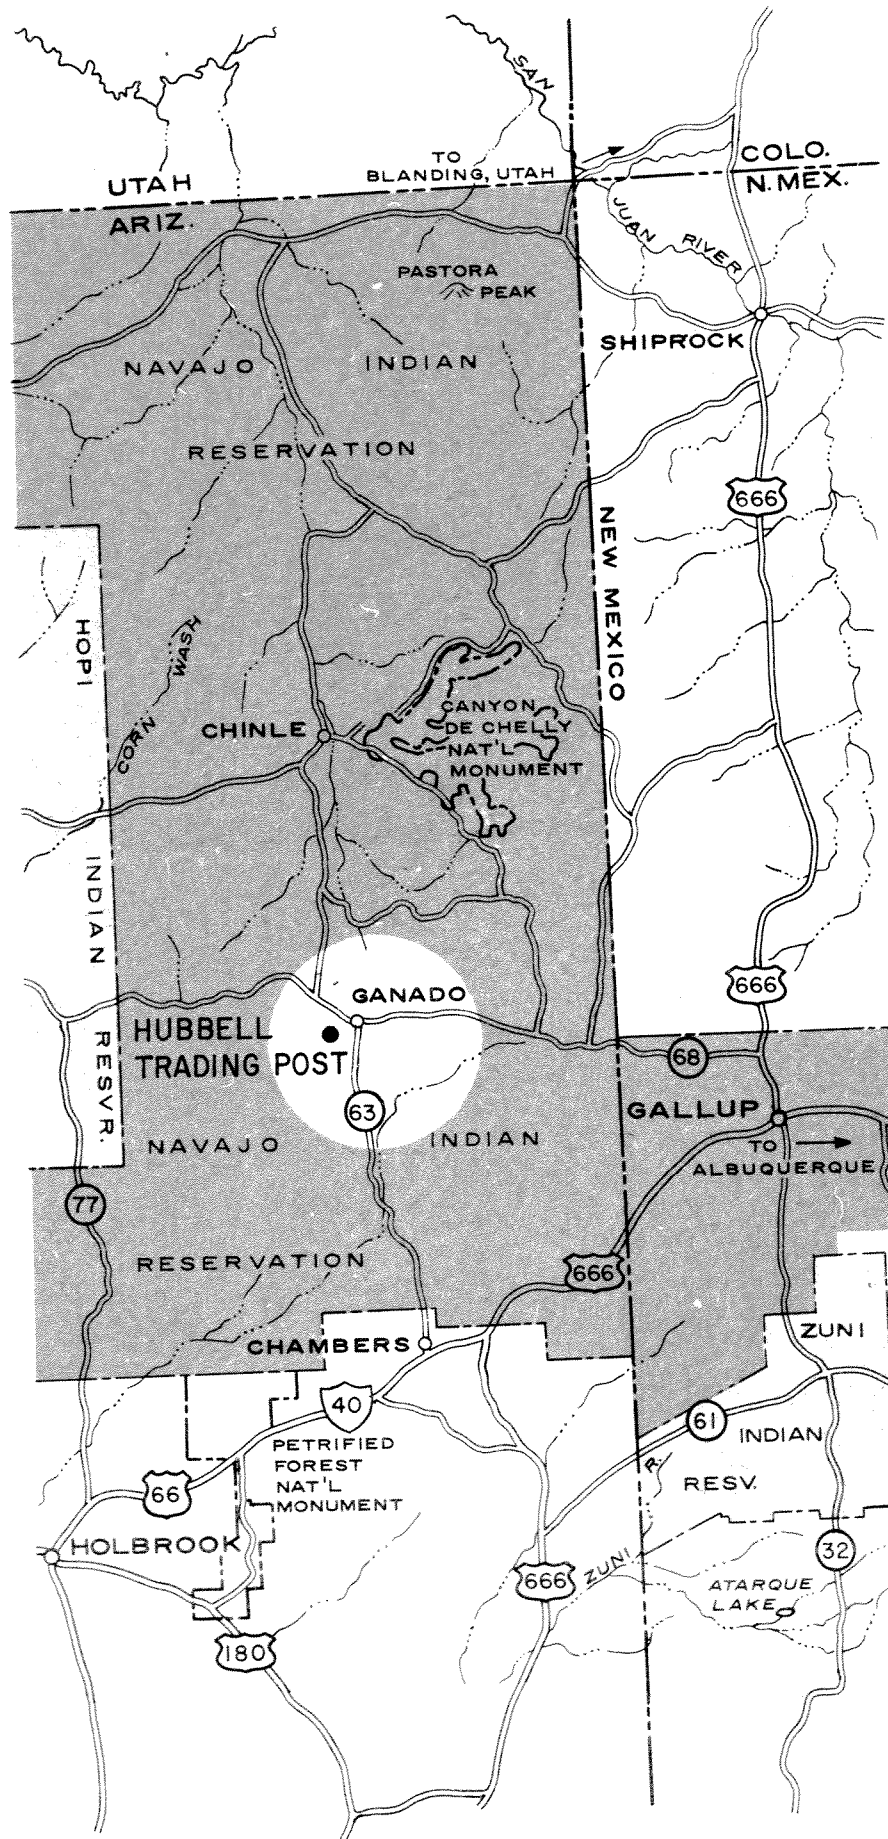 SAN
TO
BLANDING, UTAH
COLO.
N. MEX.
UTAH
ARIZ.
JUAN
RIVER
PASTORA
PEAK
SHIPROCK
NAVAJO
INDIAN
RESERVATION
666
NEW MEXICO
HOPI
CORN
WASH
CHINLE
CANYON
DE CHELLY
NAT'L
MONUMENT
INDIAN
666
GANADO
HUBBELL
TRADING POST
RESVR.
68
63
GALLUP
NAVAJO
INDIAN
TO
ALBUQUERQUE
77
RESERVATION
666
CHAMBERS
ZUNI
40
61
INDIAN
PETRIFIED
FOREST
NAT'L
MONUMENT
RESV.
66
HOLBROOK
R.
ZUNI
32
666
ATARQUE
LAKE
180